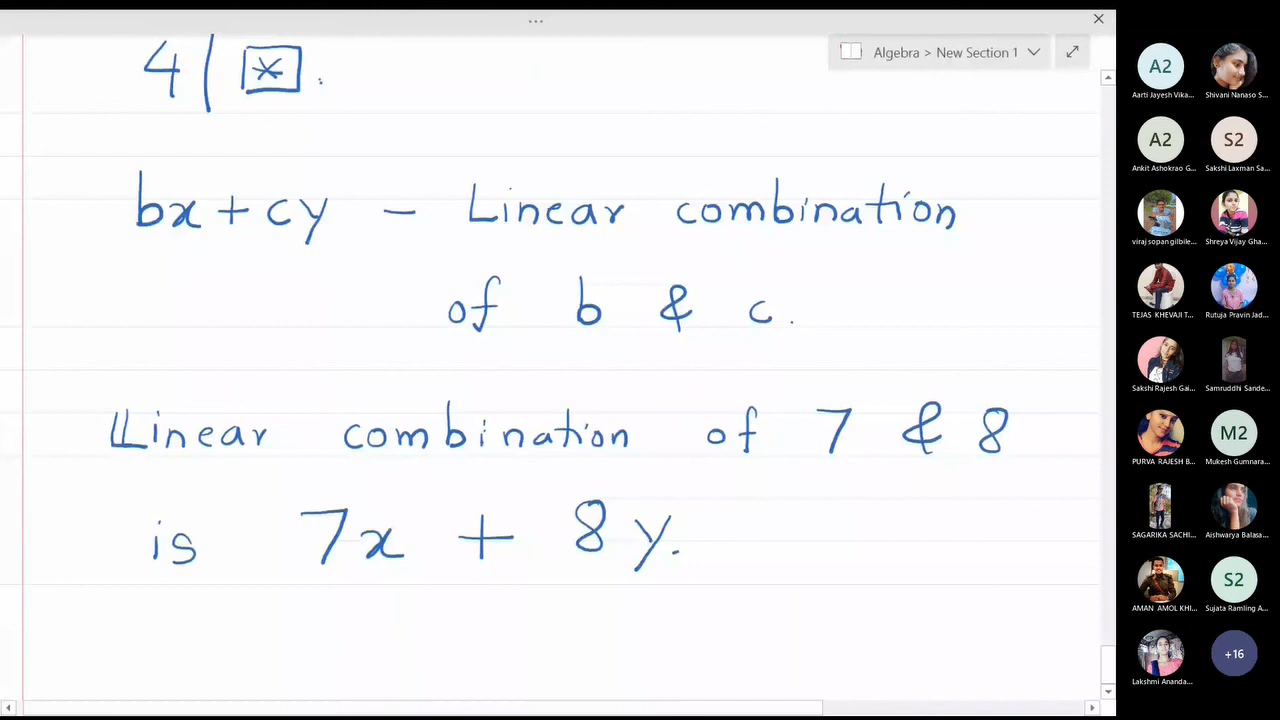 Algebra > New Section 1
4 | *.
bx + cy – Linear combination
of b & c.
Linear combination of 7 & 8
is 7x + 8y.
A2
Aarti Jayesh Vika...
Shivani Nanaso S...
A2
Ankit Ashokrao G...
S2
Sakshi Laxman Sa...
viraj sopan gilbile...
Shreya Vijay Gha...
TEJAS KHEVAJI T...
Rutuja Pravin Jad...
Sakshi Rajesh Gai...
Samruddhi Sande...
PURVA RAJESH B...
M2
Mukesh Gumnara...
SAGARIKA SACHI...
Aishwarya Balasa...
AMAN AMOL KHI...
S2
Sujata Ramling A...
Lakshmi Ananda...
+16